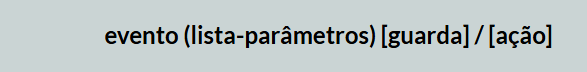 evento (lista-parâmetros) [guarda] / [ação]